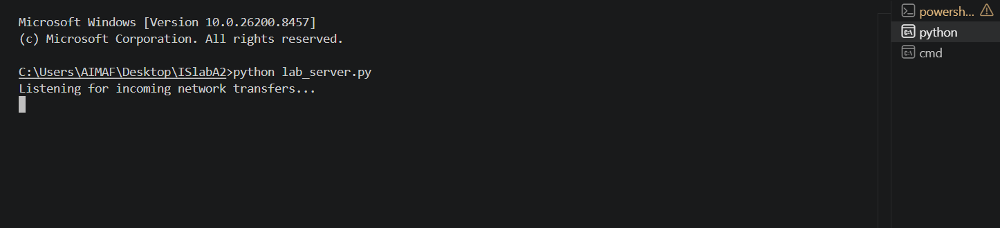 Microsoft Windows [Version 10.0.26200.8457]
(c) Microsoft Corporation. All rights reserved.
C:\Users\AIMAF\Desktop\ISlabA2>python lab_server.py
Listening for incoming network transfers...
powersh...
python
cmd